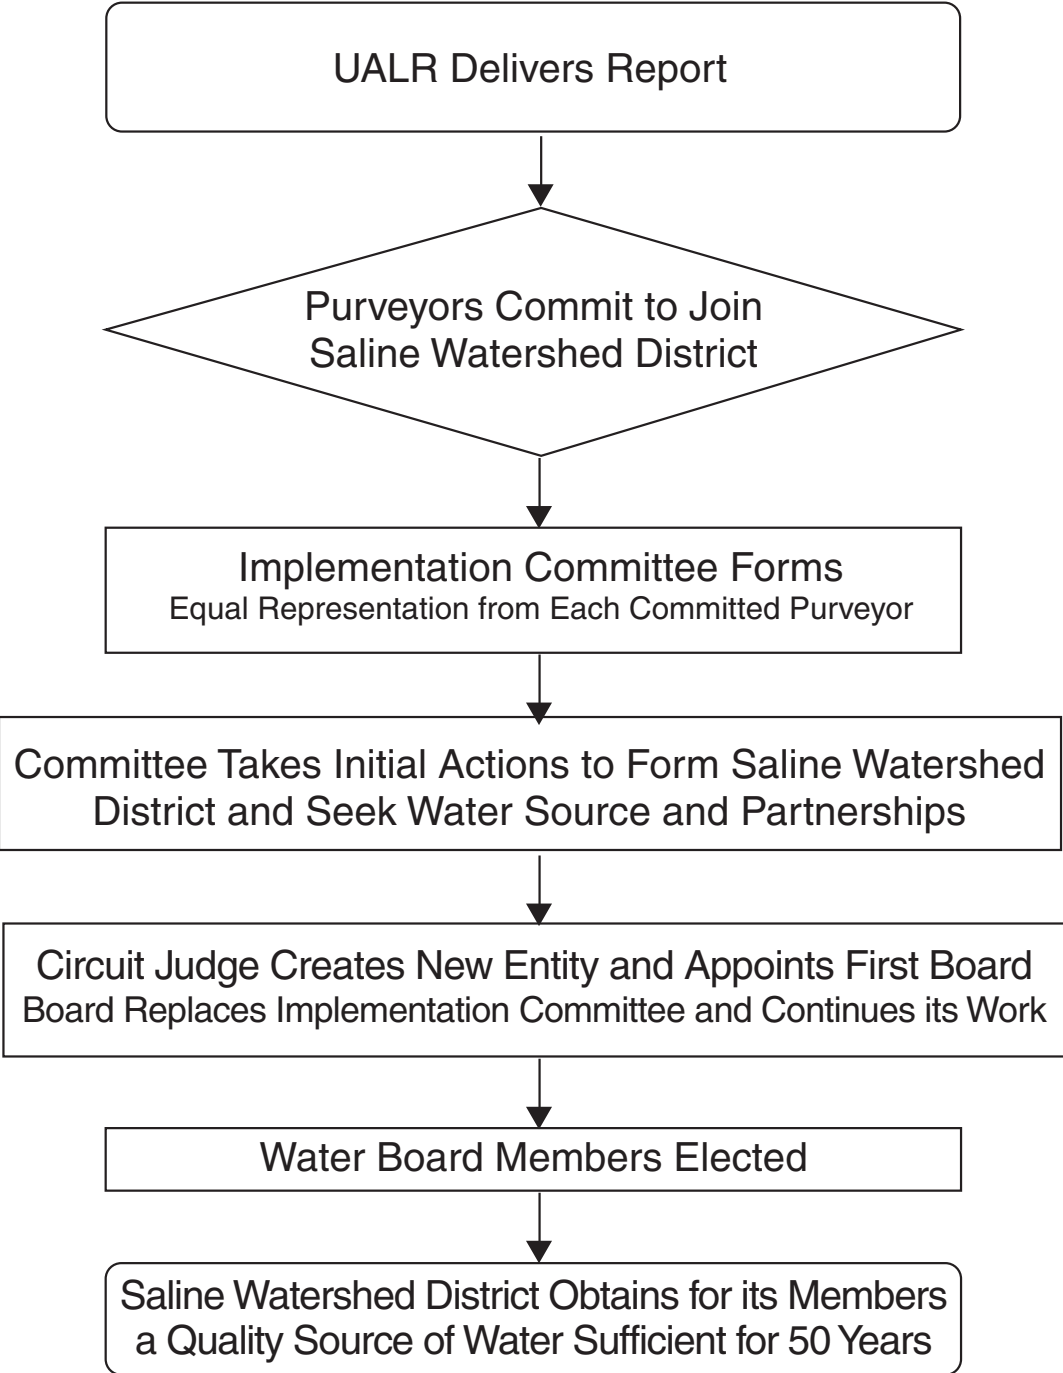 UALR Delivers Report
Purveyors Commit to Join
Saline Watershed District
Implementation Committee Forms
Equal Representation from Each Committed Purveyor
Committee Takes Initial Actions to Form Saline Watershed
District and Seek Water Source and Partnerships
Circuit Judge Creates New Entity and Appoints First Board
Board Replaces Implementation Committee and Continues its Work
Water Board Members Elected
Saline Watershed District Obtains for its Members
a Quality Source of Water Sufficient for 50 Years